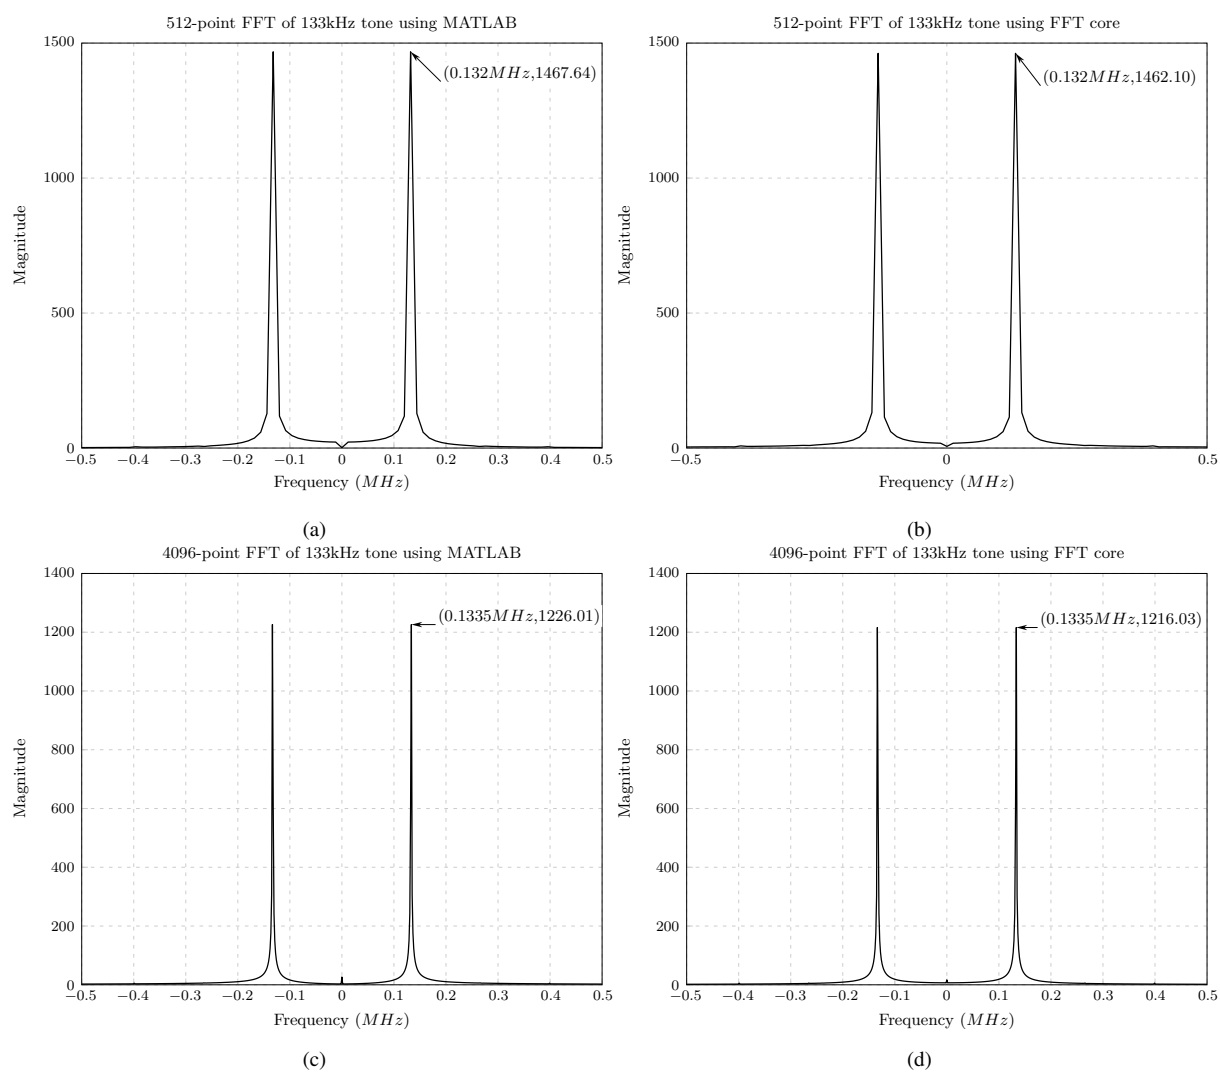 512-point FFT of 133kHz tone using MATLAB
1500
1000
500
0
Magnitude
(0.132MHz,1467.64)
−0.5 −0.4 −0.3 −0.2 −0.1 0 0.1 0.2 0.3 0.4 0.5
Frequency (MHz)
(a)
512-point FFT of 133kHz tone using FFT core
1500
1000
500
0
Magnitude
(0.132MHz,1462.10)
−0.5 0 0.5
Frequency (MHz)
(b)
4096-point FFT of 133kHz tone using MATLAB
1400
1200
1000
800
600
400
200
0
Magnitude
(0.1335MHz,1226.01)
−0.5 −0.4 −0.3 −0.2 −0.1 0 0.1 0.2 0.3 0.4 0.5
Frequency (MHz)
(c)
4096-point FFT of 133kHz tone using FFT core
1400
1200
1000
800
600
400
200
0
Magnitude
(0.1335MHz,1216.03)
−0.5 −0.4 −0.3 −0.2 −0.1 0 0.1 0.2 0.3 0.4 0.5
Frequency (MHz)
(d)